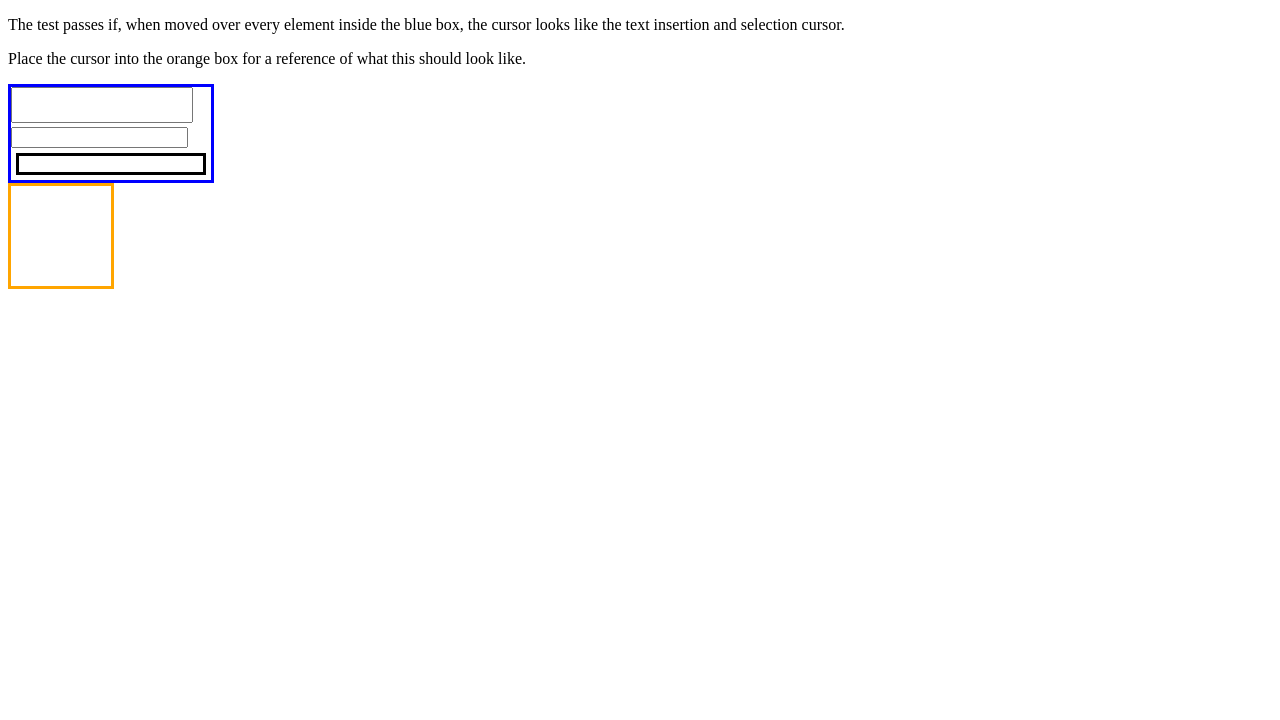 The test passes if, when moved over every element inside the blue box, the cursor looks like the text insertion and selection cursor.
Place the cursor into the orange box for a reference of what this should look like.